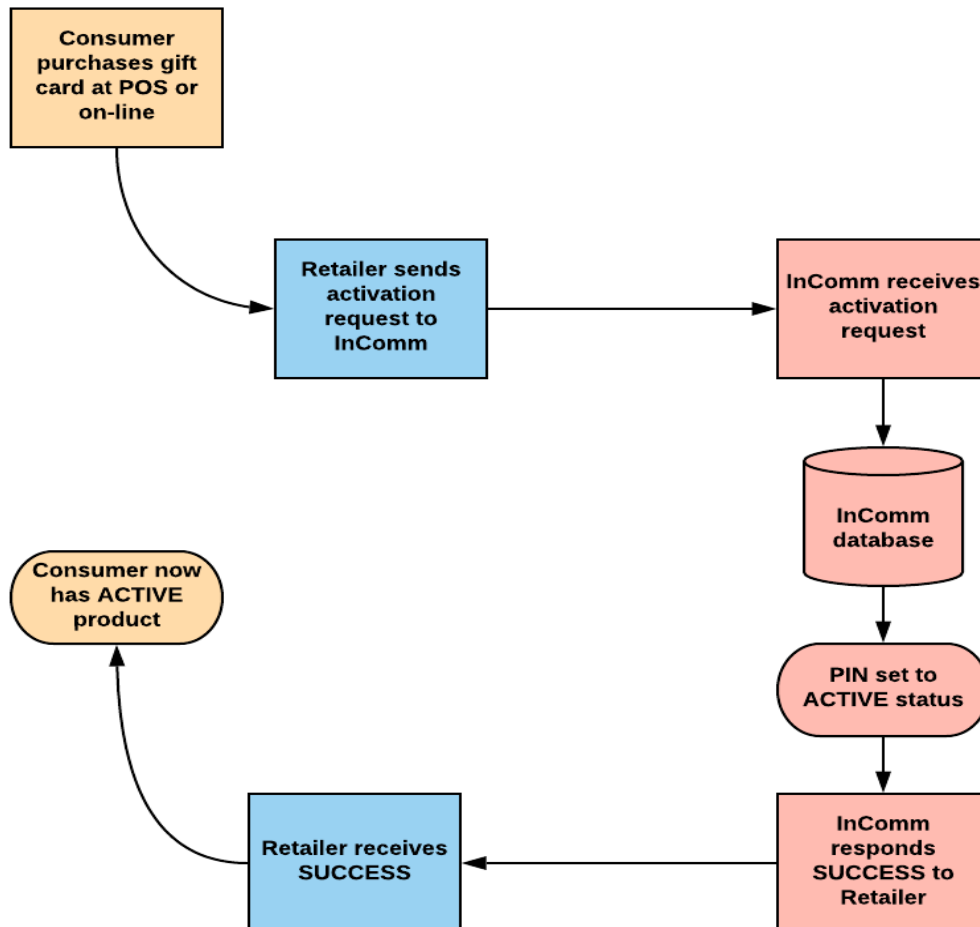 Consumer
purchases gift
card at POS or
on-line
Retailer sends
activation
request to
InComm
InComm receives
activation
request
InComm
database
Consumer now
has ACTIVE
product
PIN set to
ACTIVE status
Retailer receives
SUCCESS
InComm
responds
SUCCESS to
Retailer